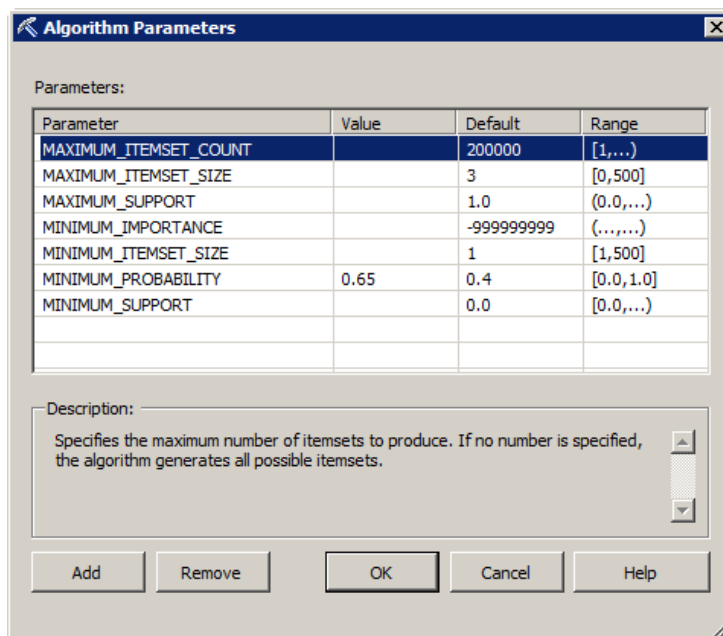 Algorithm Parameters
Parameters:
Parameter Value Default Range
MAXIMUM_ITEMSET_COUNT 200000 [1,...)
MAXIMUM_ITEMSET_SIZE 3 [0,500]
MAXIMUM_SUPPORT 1.0 (0.0,...)
MINIMUM_IMPORTANCE -999999999 (...,...)
MINIMUM_ITEMSET_SIZE 1 [1,500]
MINIMUM_PROBABILITY 0.65 0.4 [0.0,1.0]
MINIMUM_SUPPORT 0.0 [0.0,...)
Description:
Specifies the maximum number of itemsets to produce. If no number is specified,
the algorithm generates all possible itemsets.
Add Remove OK Cancel Help